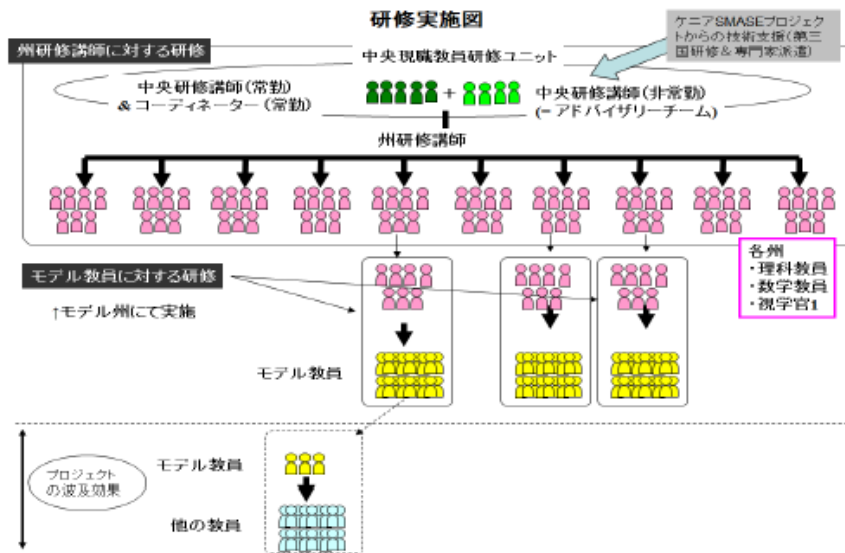 研修実施図
ケニアSMASEプロジェク
トからの技術支援(第三
国研修&専門家派遣)
州研修講師に対する研修
中央現職教員研修ユニット
中央研修講師(常勤)
&コーディネーター(常勤)
+
中央研修講師(非常勤)
(=アドバイザリーチーム)
州研修講師
モデル教員に対する研修
↑モデル州にて実施
各州
・理科教員
・数学教員
・視学官1
モデル教員
プロジェクト
の波及効果
モデル教員
他の教員